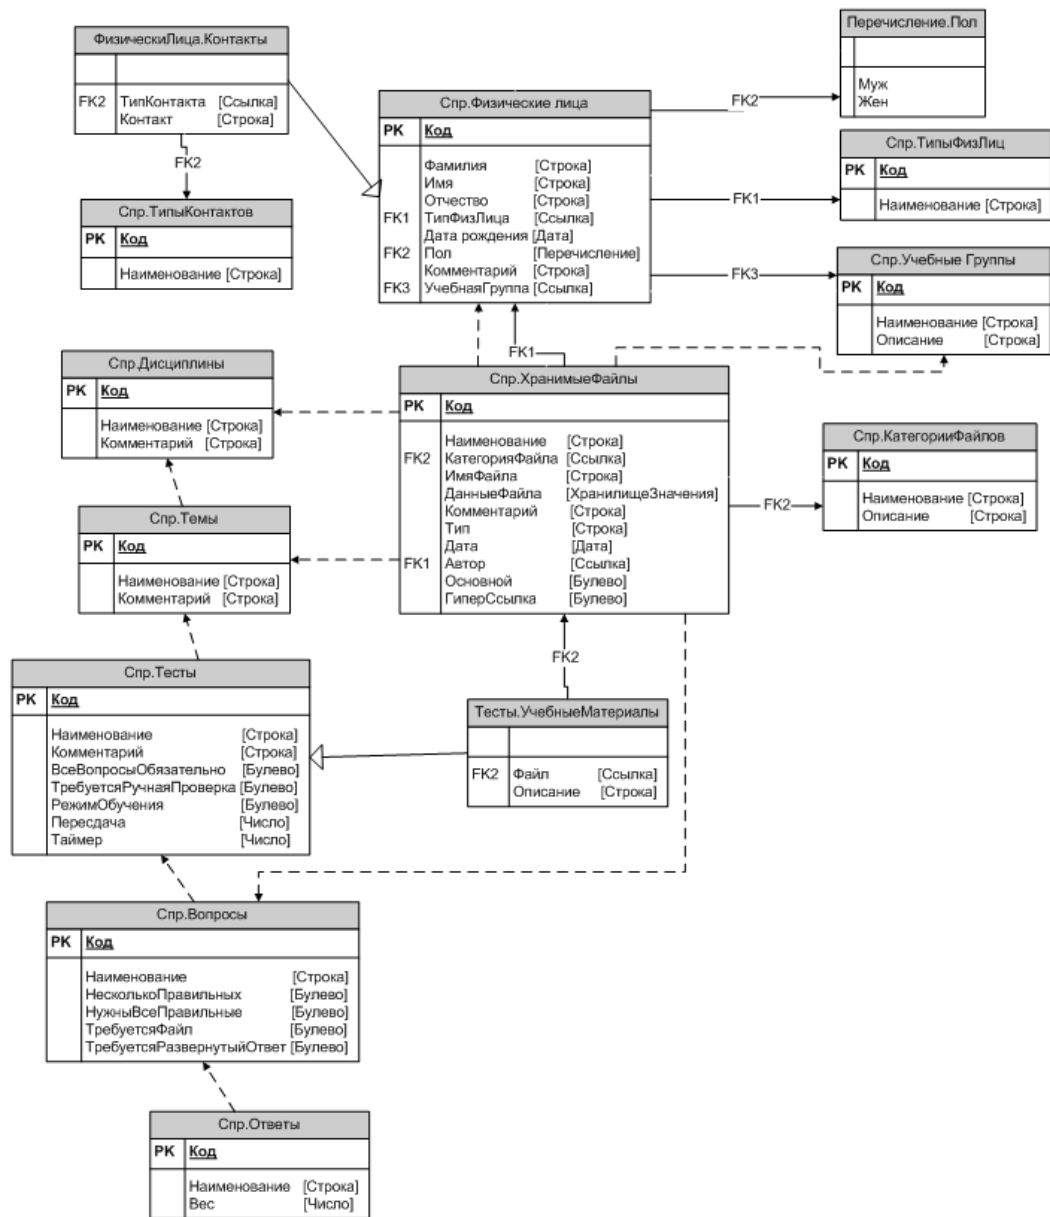 ФизическиЛица.Контакты
FK2 ТипКонтакта [Ссылка]
Контакт [Строка]
FK2
Спр.ТипыКонтактов
PK Код
Наименование [Строка]
Спр.Физические лица
PK Код
Фамилия [Строка]
Имя [Строка]
Отчество [Строка]
FK1 ТипФизЛица [Ссылка]
Дата рождения [Дата]
FK2 Пол [Перечисление]
Комментарий [Строка]
FK3 УчебнаяГруппа [Ссылка]
FK2
Перечисление.Пол
Муж
Жен
FK1
Спр.ТипыФизЛиц
PK Код
Наименование [Строка]
FK3
Спр.Учебные Группы
PK Код
Наименование [Строка]
Описание [Строка]
FK1
Спр.Дисциплины
PK Код
Наименование [Строка]
Комментарий [Строка]
Спр.ХранимыеФайлы
PK Код
Наименование [Строка]
FK2 КатегорияФайла [Ссылка]
ИмяФайла [Строка]
ДанныеФайла [ХранилищеЗначения]
Комментарий [Строка]
Тип [Строка]
Дата [Дата]
FK1 Автор [Ссылка]
Основной [Булево]
ГиперСсылка [Булево]
FK2
Спр.КатегорииФайлов
PK Код
Наименование [Строка]
Описание [Строка]
Спр.Темы
PK Код
Наименование [Строка]
Комментарий [Строка]
FK2
Спр.Тесты
PK Код
Наименование [Строка]
Комментарий [Строка]
ВсеВопросыОбязательно [Булево]
ТребуетсяРучнаяПроверка [Булево]
РежимОбучения [Булево]
Пересдача [Число]
Таймер [Число]
Тесты.УчебныеМатериалы
FK2 Файл [Ссылка]
Описание [Строка]
Спр.Вопросы
PK Код
Наименование [Строка]
НесколькоПравильных [Булево]
НужныВсеПравильные [Булево]
ТребуетсяФайл [Булево]
ТребуетсяРазвернутыйОтвет [Булево]
Спр.Ответы
PK Код
Наименование [Строка]
Вес [Число]